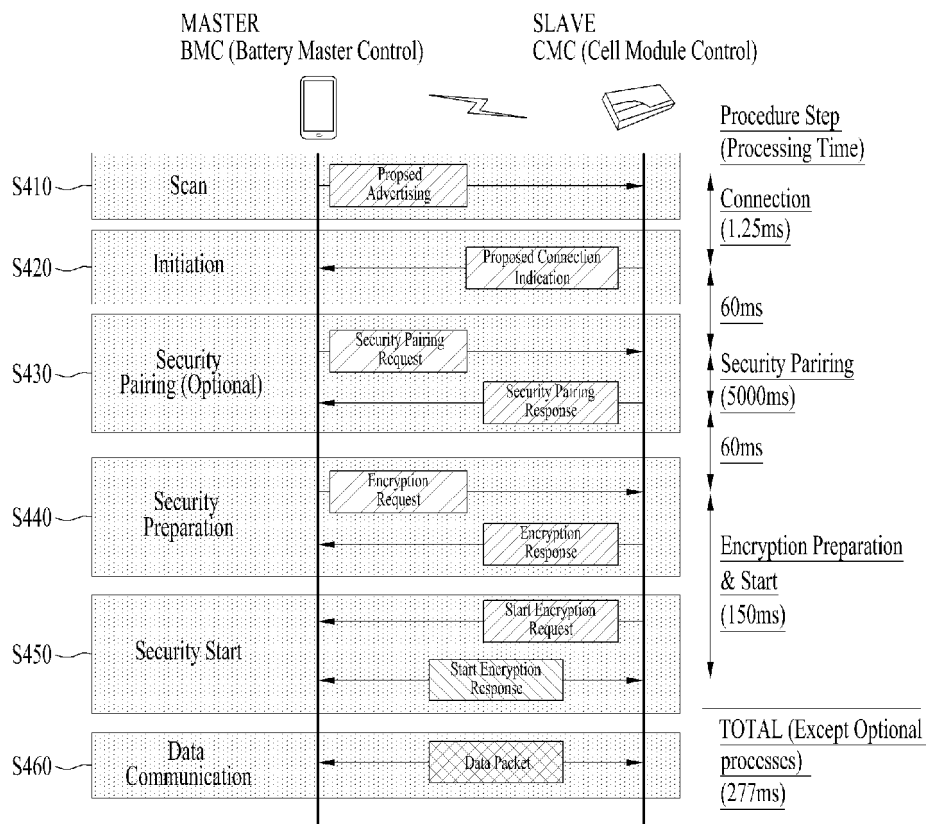 MASTER
BMC (Battery Master Control)
SLAVE
CMC (Cell Module Control)
Procedure Step
(Processing Time)
S410
Scan
Propsed
Advertising
Connection
(1.25ms)
S420
Initiation
Proposed Connection
Indication
60ms
S430
Security
Pairing (Optional)
Security Pairing
Request
Security Pairing
Response
Security Pariring
(5000ms)
60ms
S440
Security
Preparation
Encryption
Request
Encryption
Response
Encryption Preparation
& Start
(150ms)
S450
Security Start
Start Encryption
Request
Start Encryption
Response
S460
Data
Communication
Data Packet
TOTAL (Except Optional
processes)
(277ms)